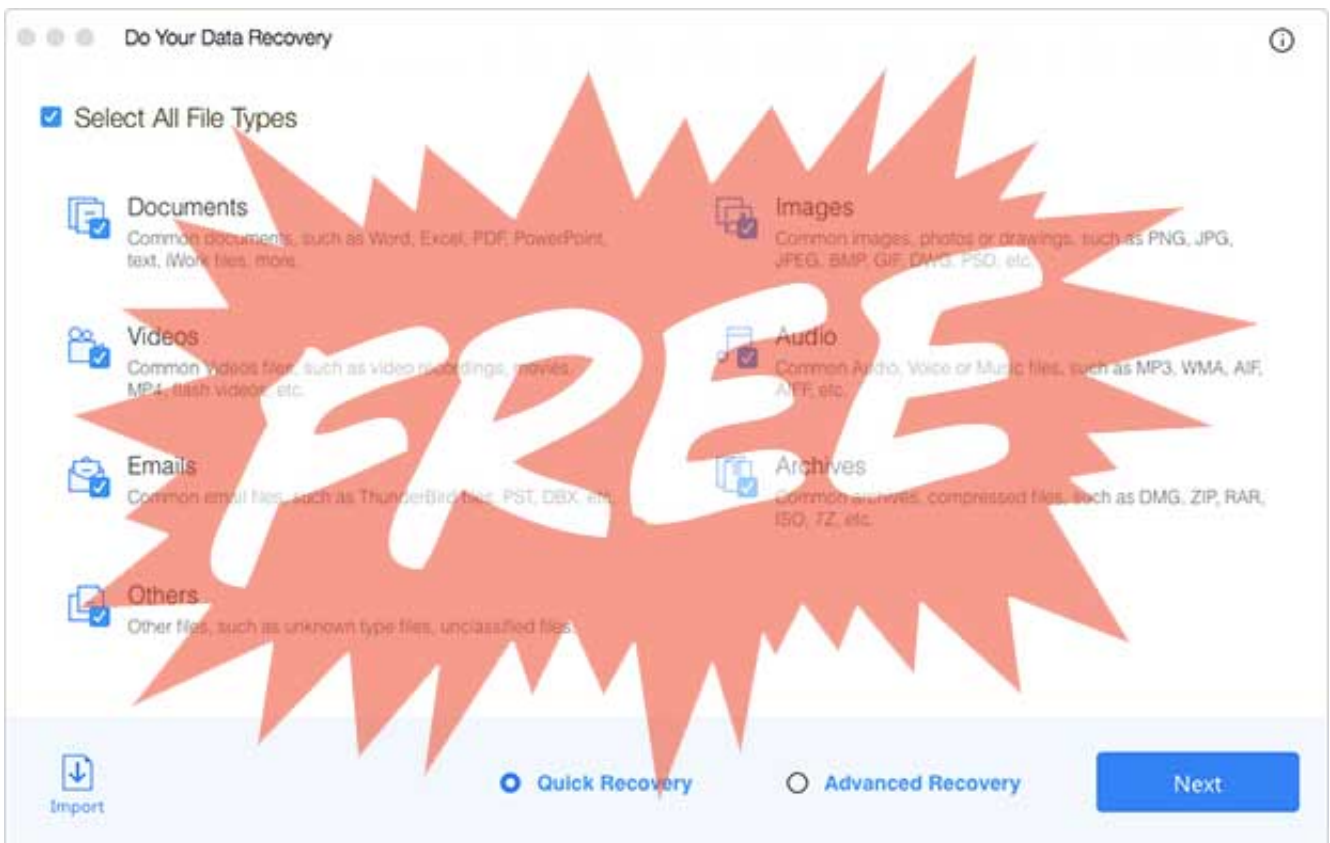 Do Your Data Recovery
Select All File Types
Documents
Common documents, such as Word, Excel, PDF, PowerPoint,
text, iWork files, more.
Images
Common images, photos or drawings, such as PNG, JPG,
JPEG, BMP, GIF, DWG, PSD, etc.
Videos
Common Videos files, such as video recordings, movies,
MP4, flash videos, etc.
Audio
Common Audio, Voice or Music files, such as MP3, WMA, AIF,
AIFF, etc.
FREE
Emails
Common email files, such as ThunderBird files, PST, DBX, etc.
Archives
Common archives, compressed files, such as DMG, ZIP, RAR,
ISO, 7Z, etc.
Others
Other files, such as unknown type files, unclassified files
Import
Quick Recovery
Advanced Recovery
Next